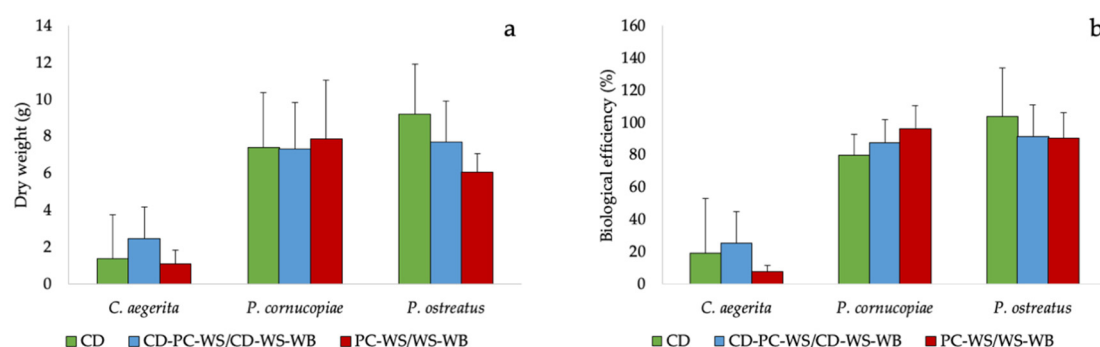 a
Dry weight (g)
14
12
10
8
6
4
2
0
C. aegerita P. cornucopiae P. ostreatus
CD CD-PC-WS/CD-WS-WB PC-WS/WS-WB
b
Biological efficiency (%)
160
140
120
100
80
60
40
20
0
C. aegerita P. cornucopiae P. ostreatus
CD CD-PC-WS/CD-WS-WB PC-WS/WS-WB